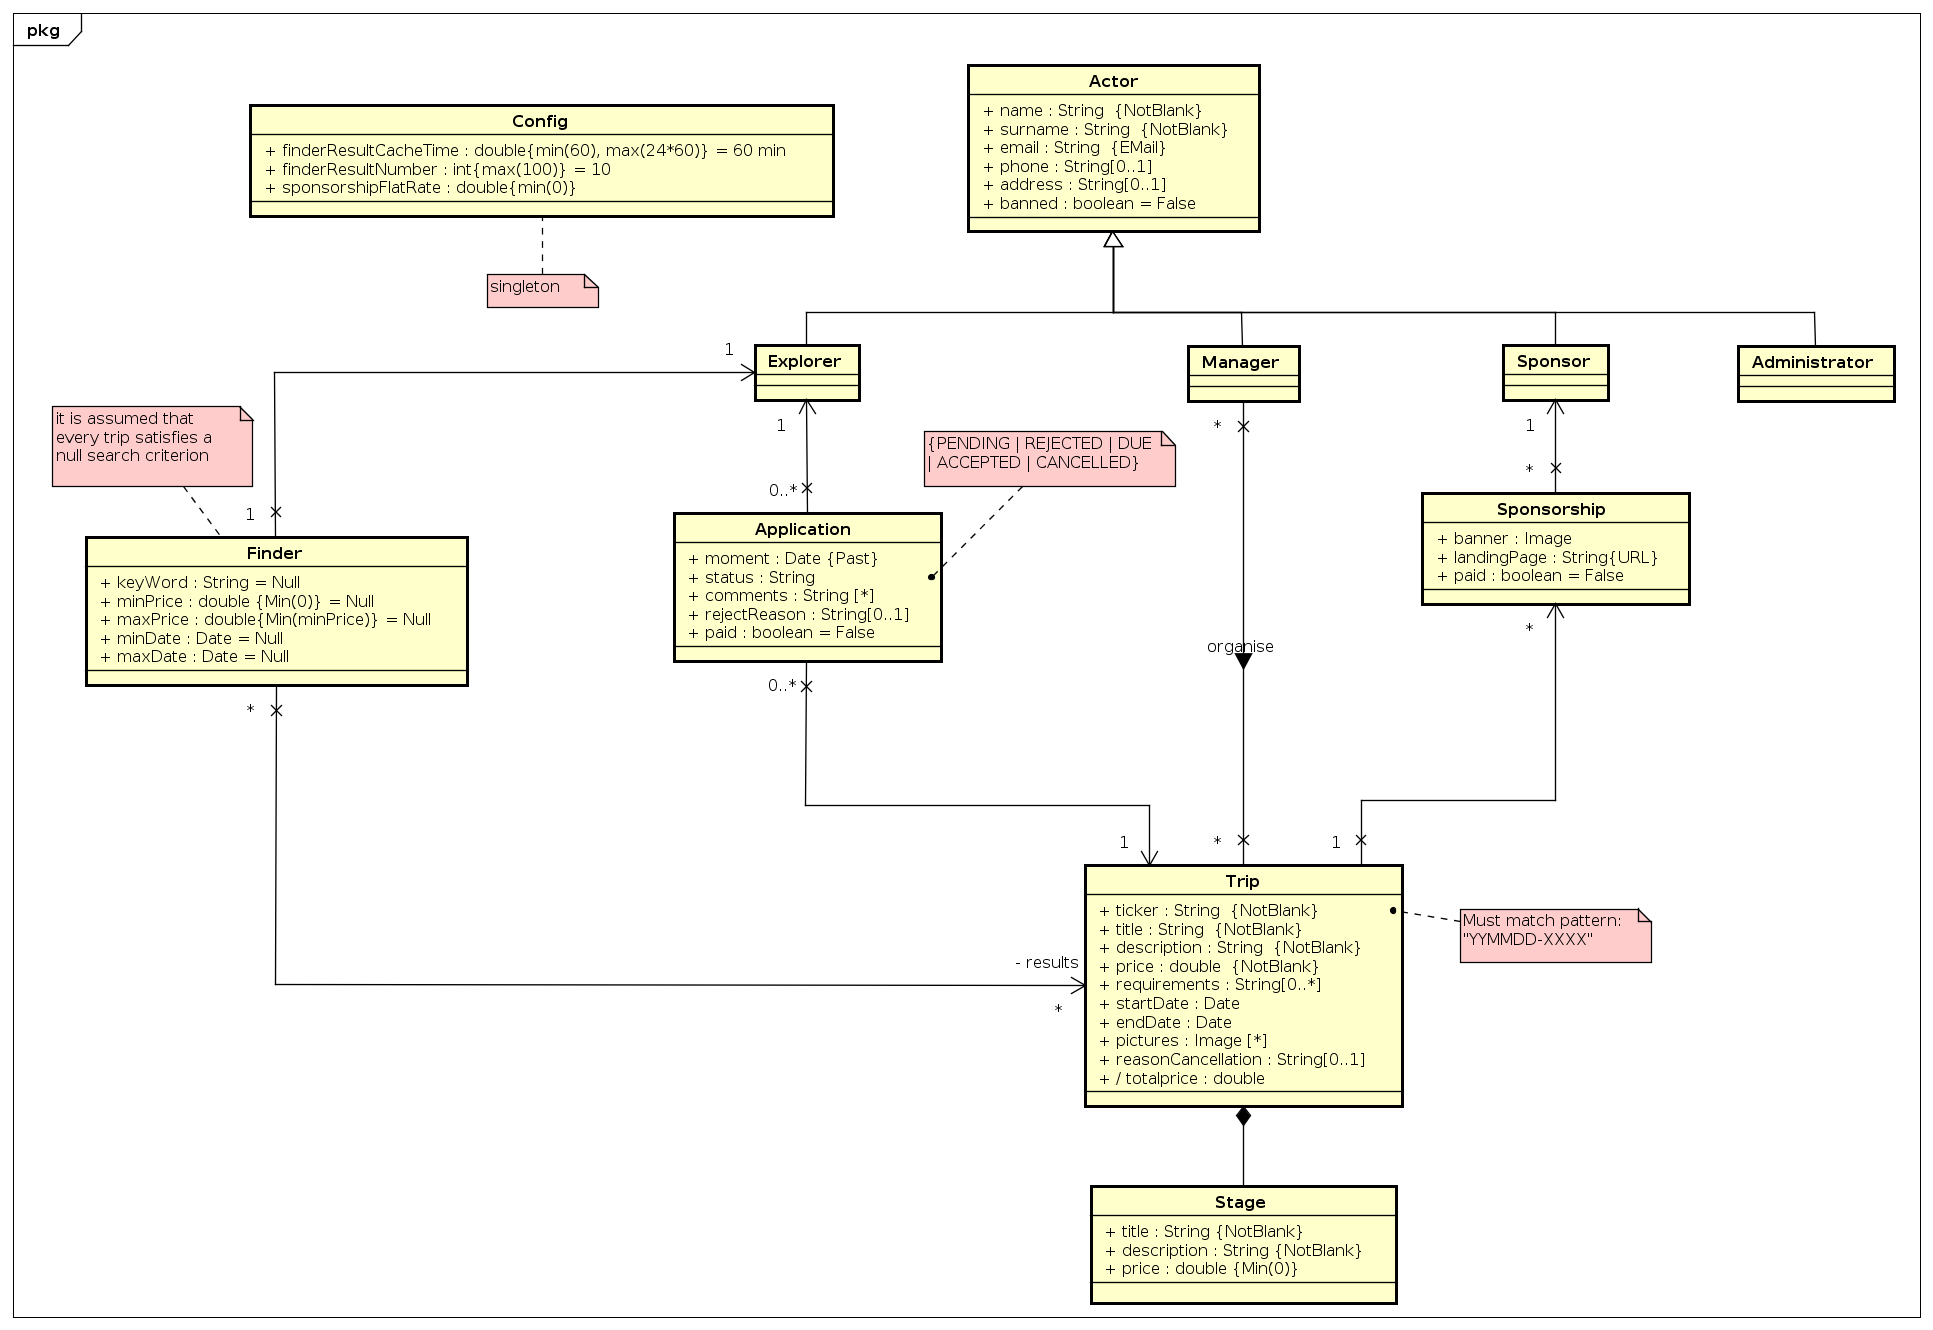 pkg
Actor
+ name : String  {NotBlank}
+ surname : String  {NotBlank}
+ email : String  {EMail}
+ phone : String[0..1]
+ address : String[0..1]
+ banned : boolean = False
Config
+ finderResultCacheTime : double{min(60), max(24*60)} = 60 min
+ finderResultNumber : int{max(100)} = 10
+ sponsorshipFlatRate : double{min(0)}
singleton
1
Explorer
Manager
Sponsor
Administrator
it is assumed that
every trip satisfies a
null search criterion
1
*
1
{PENDING | REJECTED | DUE
| ACCEPTED | CANCELLED}
*
0..*
1
Finder
+ keyWord : String = Null
+ minPrice : double {Min(0)} = Null
+ maxPrice : double{Min(minPrice)} = Null
+ minDate : Date = Null
+ maxDate : Date = Null
Application
+ moment : Date {Past}
+ status : String
+ comments : String [*]
+ rejectReason : String[0..1]
+ paid : boolean = False
Sponsorship
+ banner : Image
+ landingPage : String{URL}
+ paid : boolean = False
*
organise
0..*
*
1
*
1
Trip
+ ticker : String  {NotBlank}
+ title : String  {NotBlank}
+ description : String  {NotBlank}
+ price : double  {NotBlank}
+ requirements : String[0..*]
+ startDate : Date
+ endDate : Date
+ pictures : Image [*]
+ reasonCancellation : String[0..1]
+ / totalprice : double
Must match pattern:
"YYMMDD-XXXX"
- results
*
Stage
+ title : String {NotBlank}
+ description : String {NotBlank}
+ price : double {Min(0)}